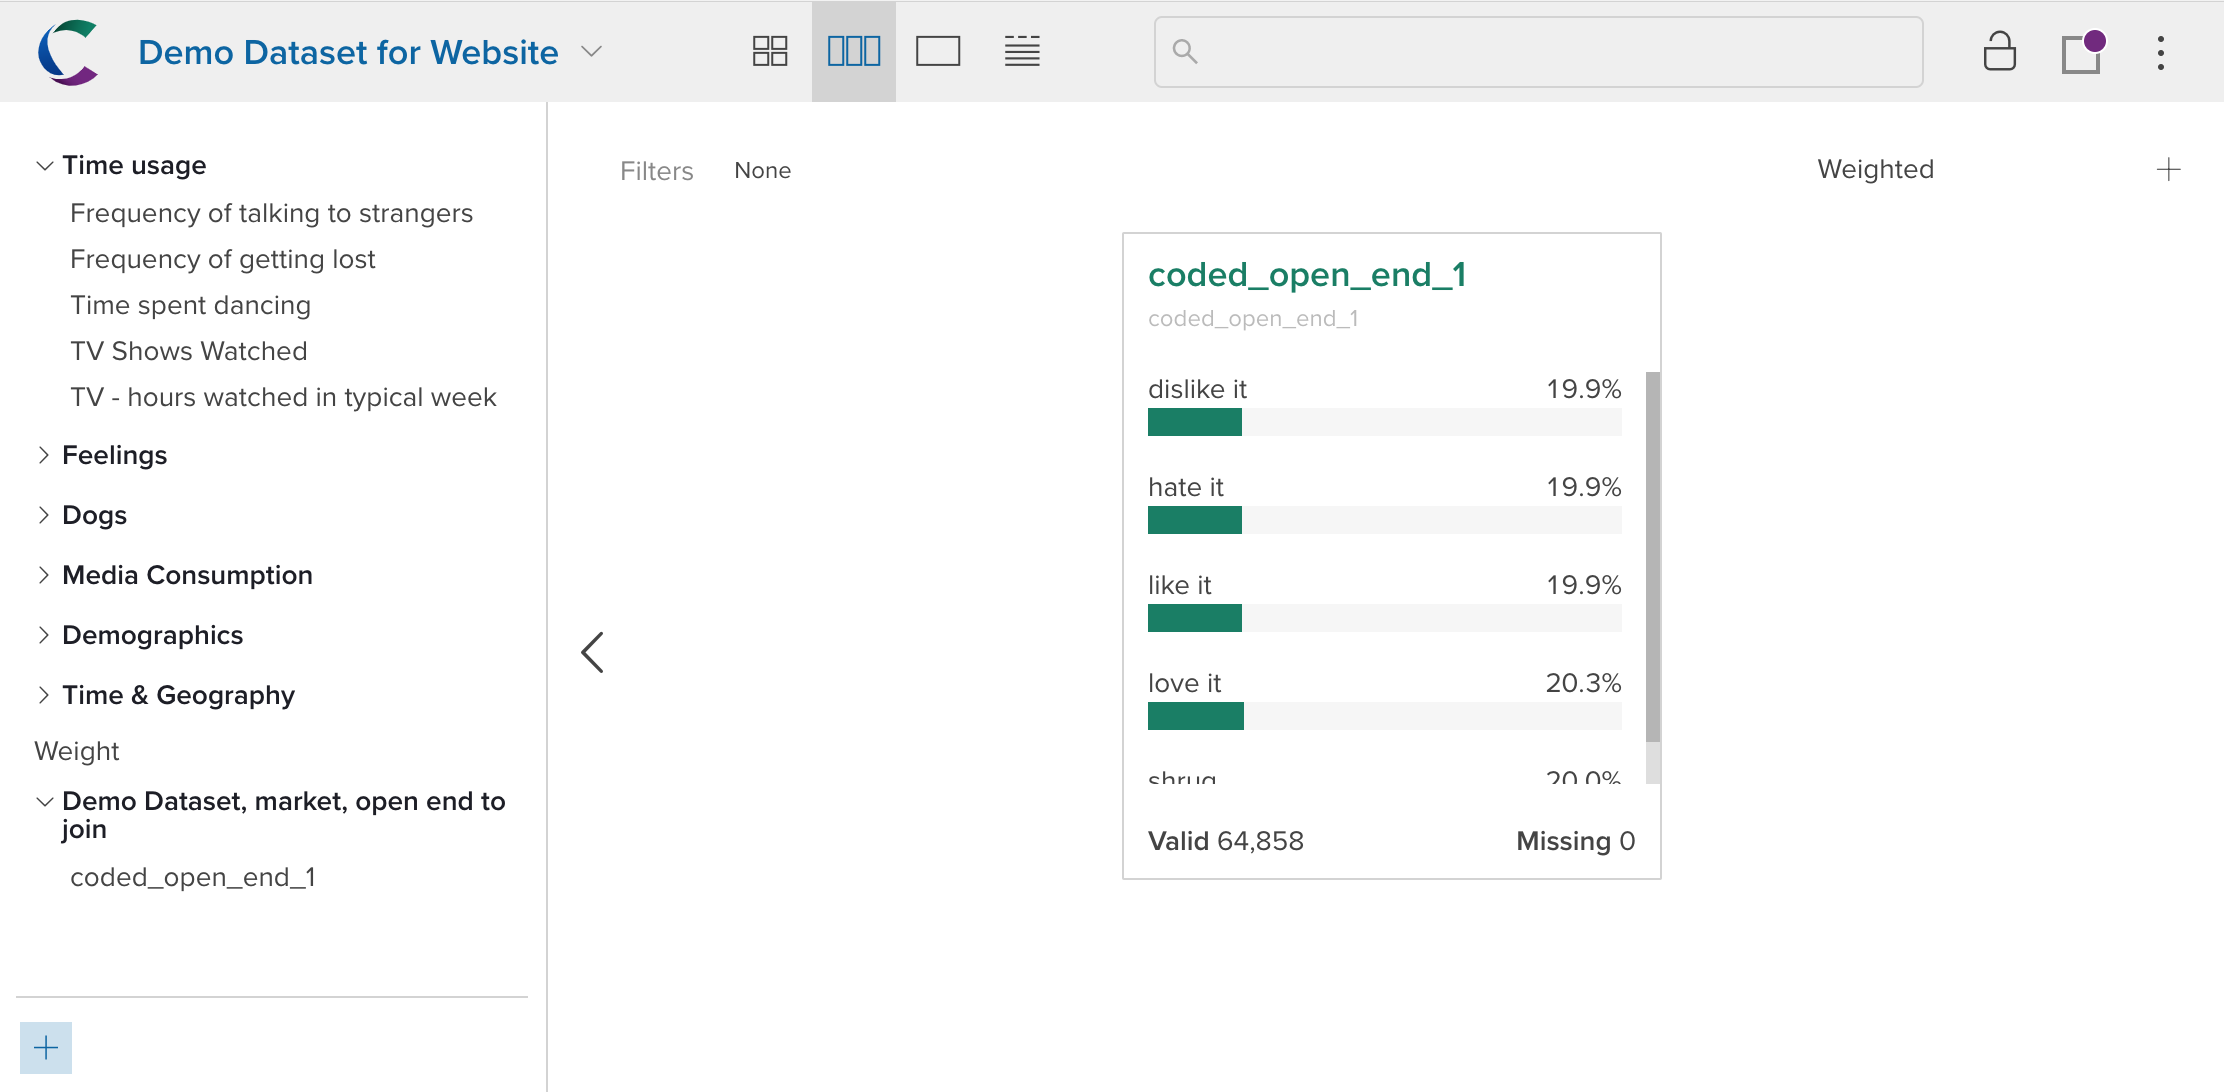 Demo Dataset for Website
Time usage
Frequency of talking to strangers
Frequency of getting lost
Time spent dancing
TV Shows Watched
TV - hours watched in typical week
Feelings
Dogs
Media Consumption
Demographics
Time & Geography
Weight
Demo Dataset, market, open end to
join
coded_open_end_1
Filters None
Weighted
coded_open_end_1
coded_open_end_1
dislike it 19.9%
hate it 19.9%
like it 19.9%
love it 20.3%
shrug 20.0%
Valid 64,858 Missing 0